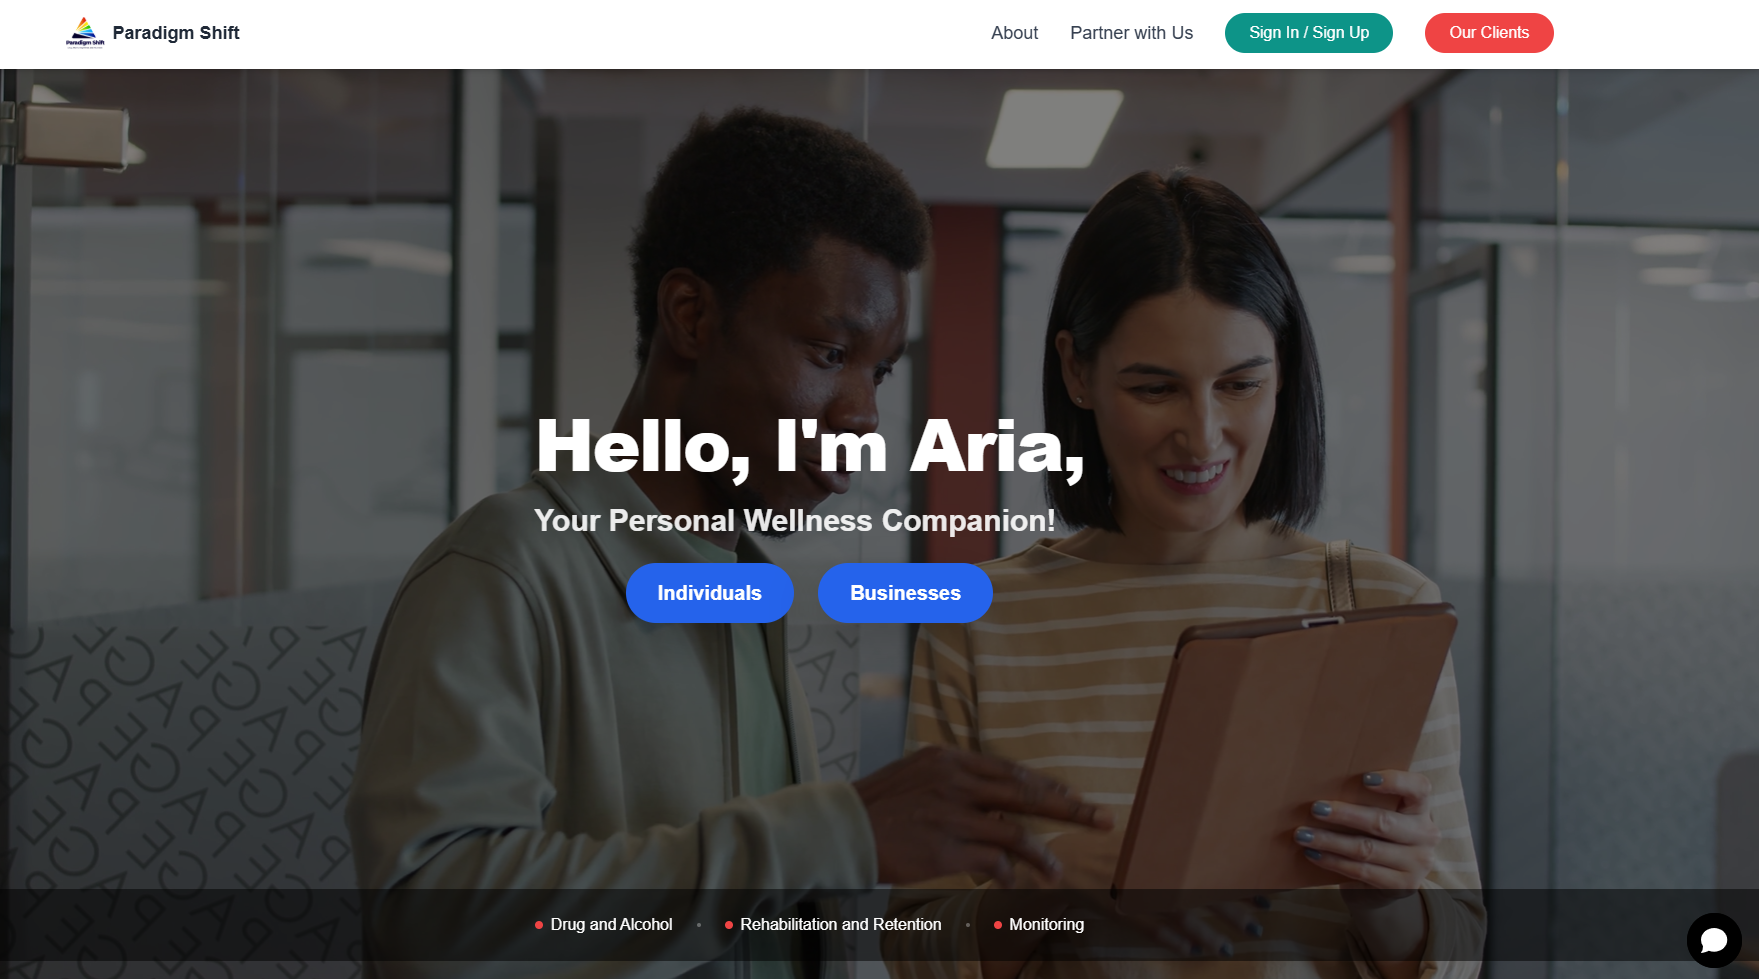 Paradigm Shift
Paradigm Shift
About
Partner with Us
Sign In / Sign Up
Our Clients
Hello, I'm Aria,
Your Personal Wellness Companion!
Individuals
Businesses
Drug and Alcohol • Rehabilitation and Retention • Monitoring